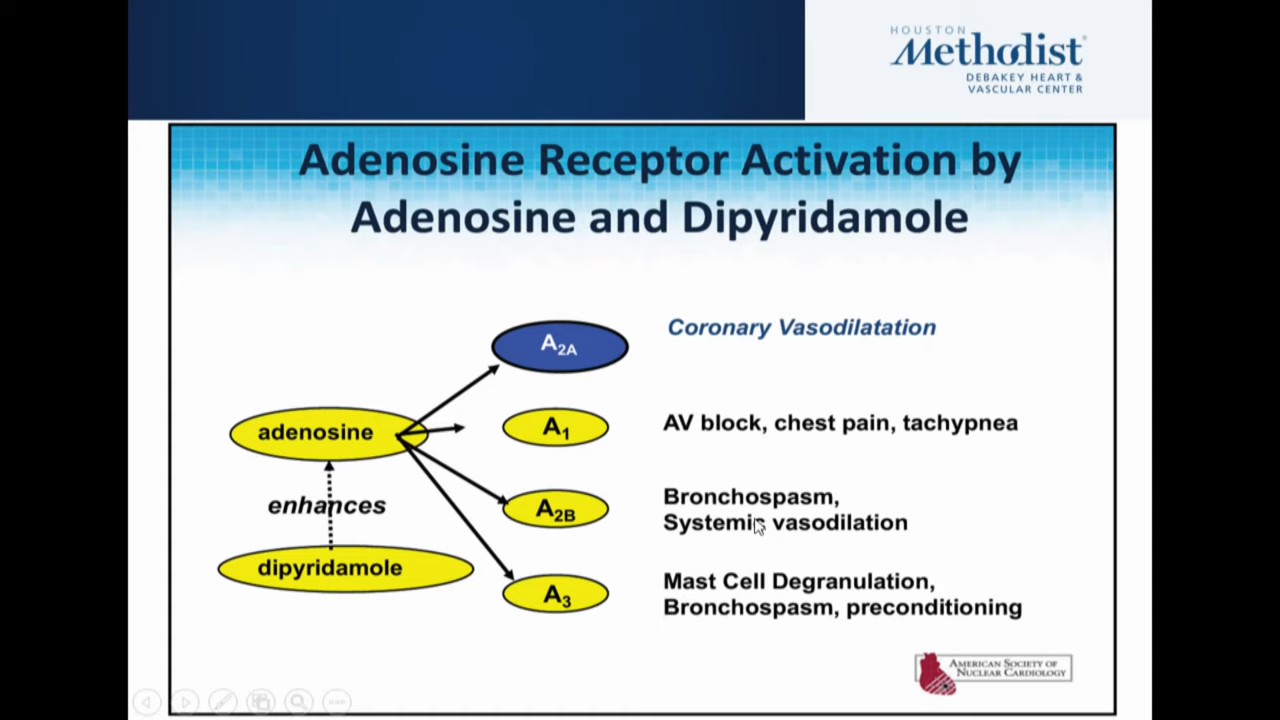 HOUSTON
Methodist
DEBAKEY HEART &
VASCULAR CENTER
Adenosine Receptor Activation by
Adenosine and Dipyridamole
A2A
Coronary Vasodilatation
adenosine
A1
AV block, chest pain, tachypnea
enhances
A2B
Bronchospasm,
Systemic vasodilation
dipyridamole
A3
Mast Cell Degranulation,
Bronchospasm, preconditioning
AMERICAN SOCIETY OF
NUCLEAR CARDIOLOGY